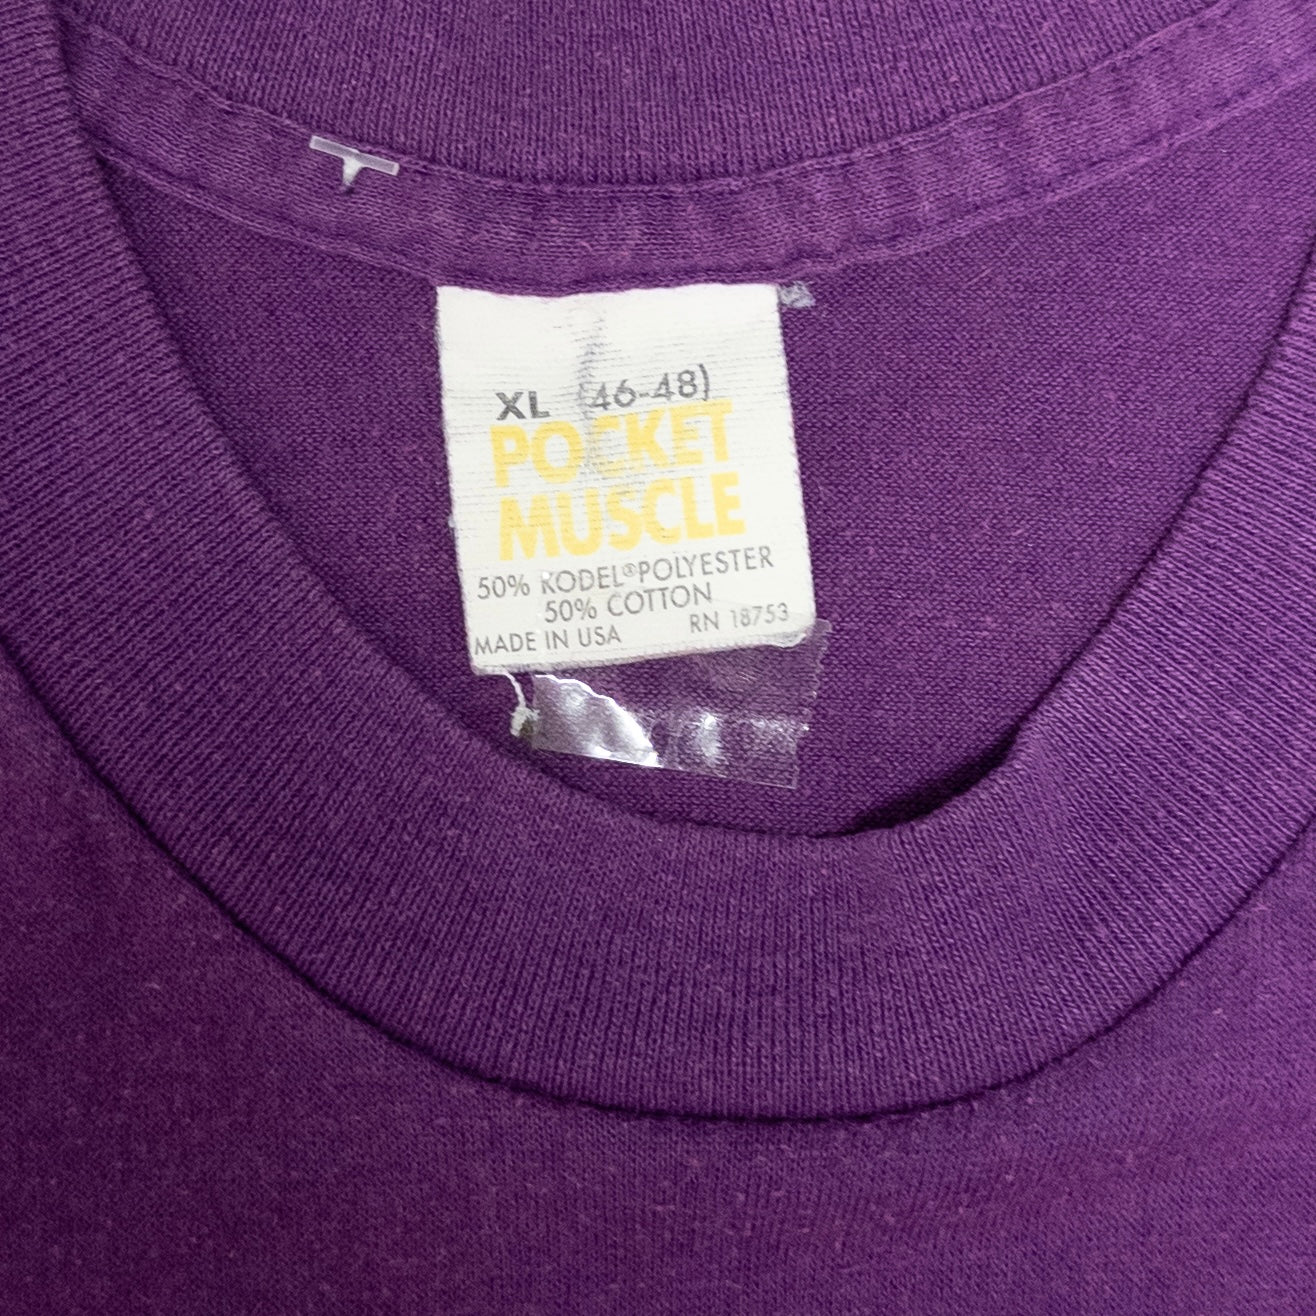 XL (46-48)
POCKET
MUSCLE
50% KODEL®POLYESTER
50% COTTON
MADE IN USA RN 18753